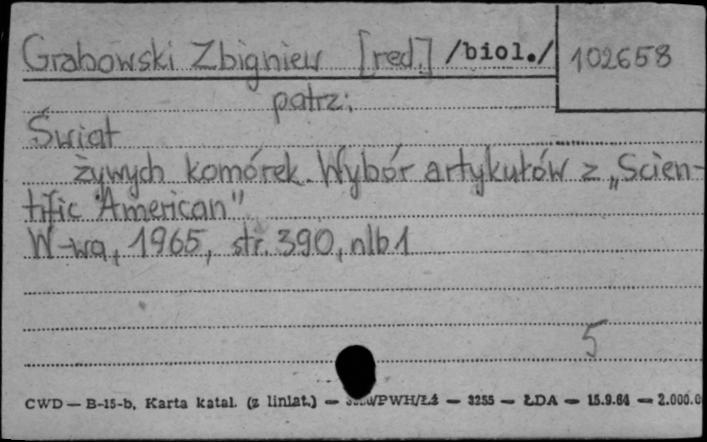 Grabowski Zbigniew [red.] /biol./ 102658
patrz:
Świat
żywych komórek. Wybór artykułów z „Scien-
tific American"
W-wa, 1965, str. 390, nlb 1
5
CWD — B-15-b, Karta katal. (z liniat.) — /PWH/Łś — 3255 — ŁDA — 15.9.64 — 2.000.0